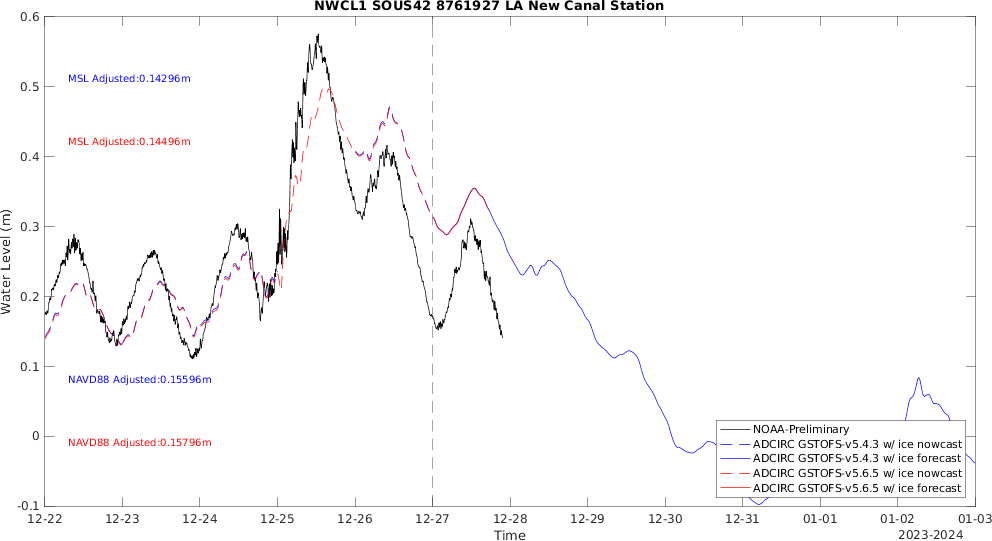 NWCL1 SOUS42 8761927 LA New Canal Station
0.6
0.5
0.4
0.3
0.2
0.1
0
-0.1
Water Level (m)
MSL Adjusted:0.14296m
MSL Adjusted:0.14496m
NAVD88 Adjusted:0.15596m
NAVD88 Adjusted:0.15796m
NOAA-Preliminary
ADCIRC GSTOFS-v5.4.3 w/ ice nowcast
ADCIRC GSTOFS-v5.4.3 w/ ice forecast
ADCIRC GSTOFS-v5.6.5 w/ ice nowcast
ADCIRC GSTOFS-v5.6.5 w/ ice forecast
12-22 12-23 12-24 12-25 12-26 12-27 12-28 12-29 12-30 12-31 01-01 01-02 01-03
Time
2023-2024